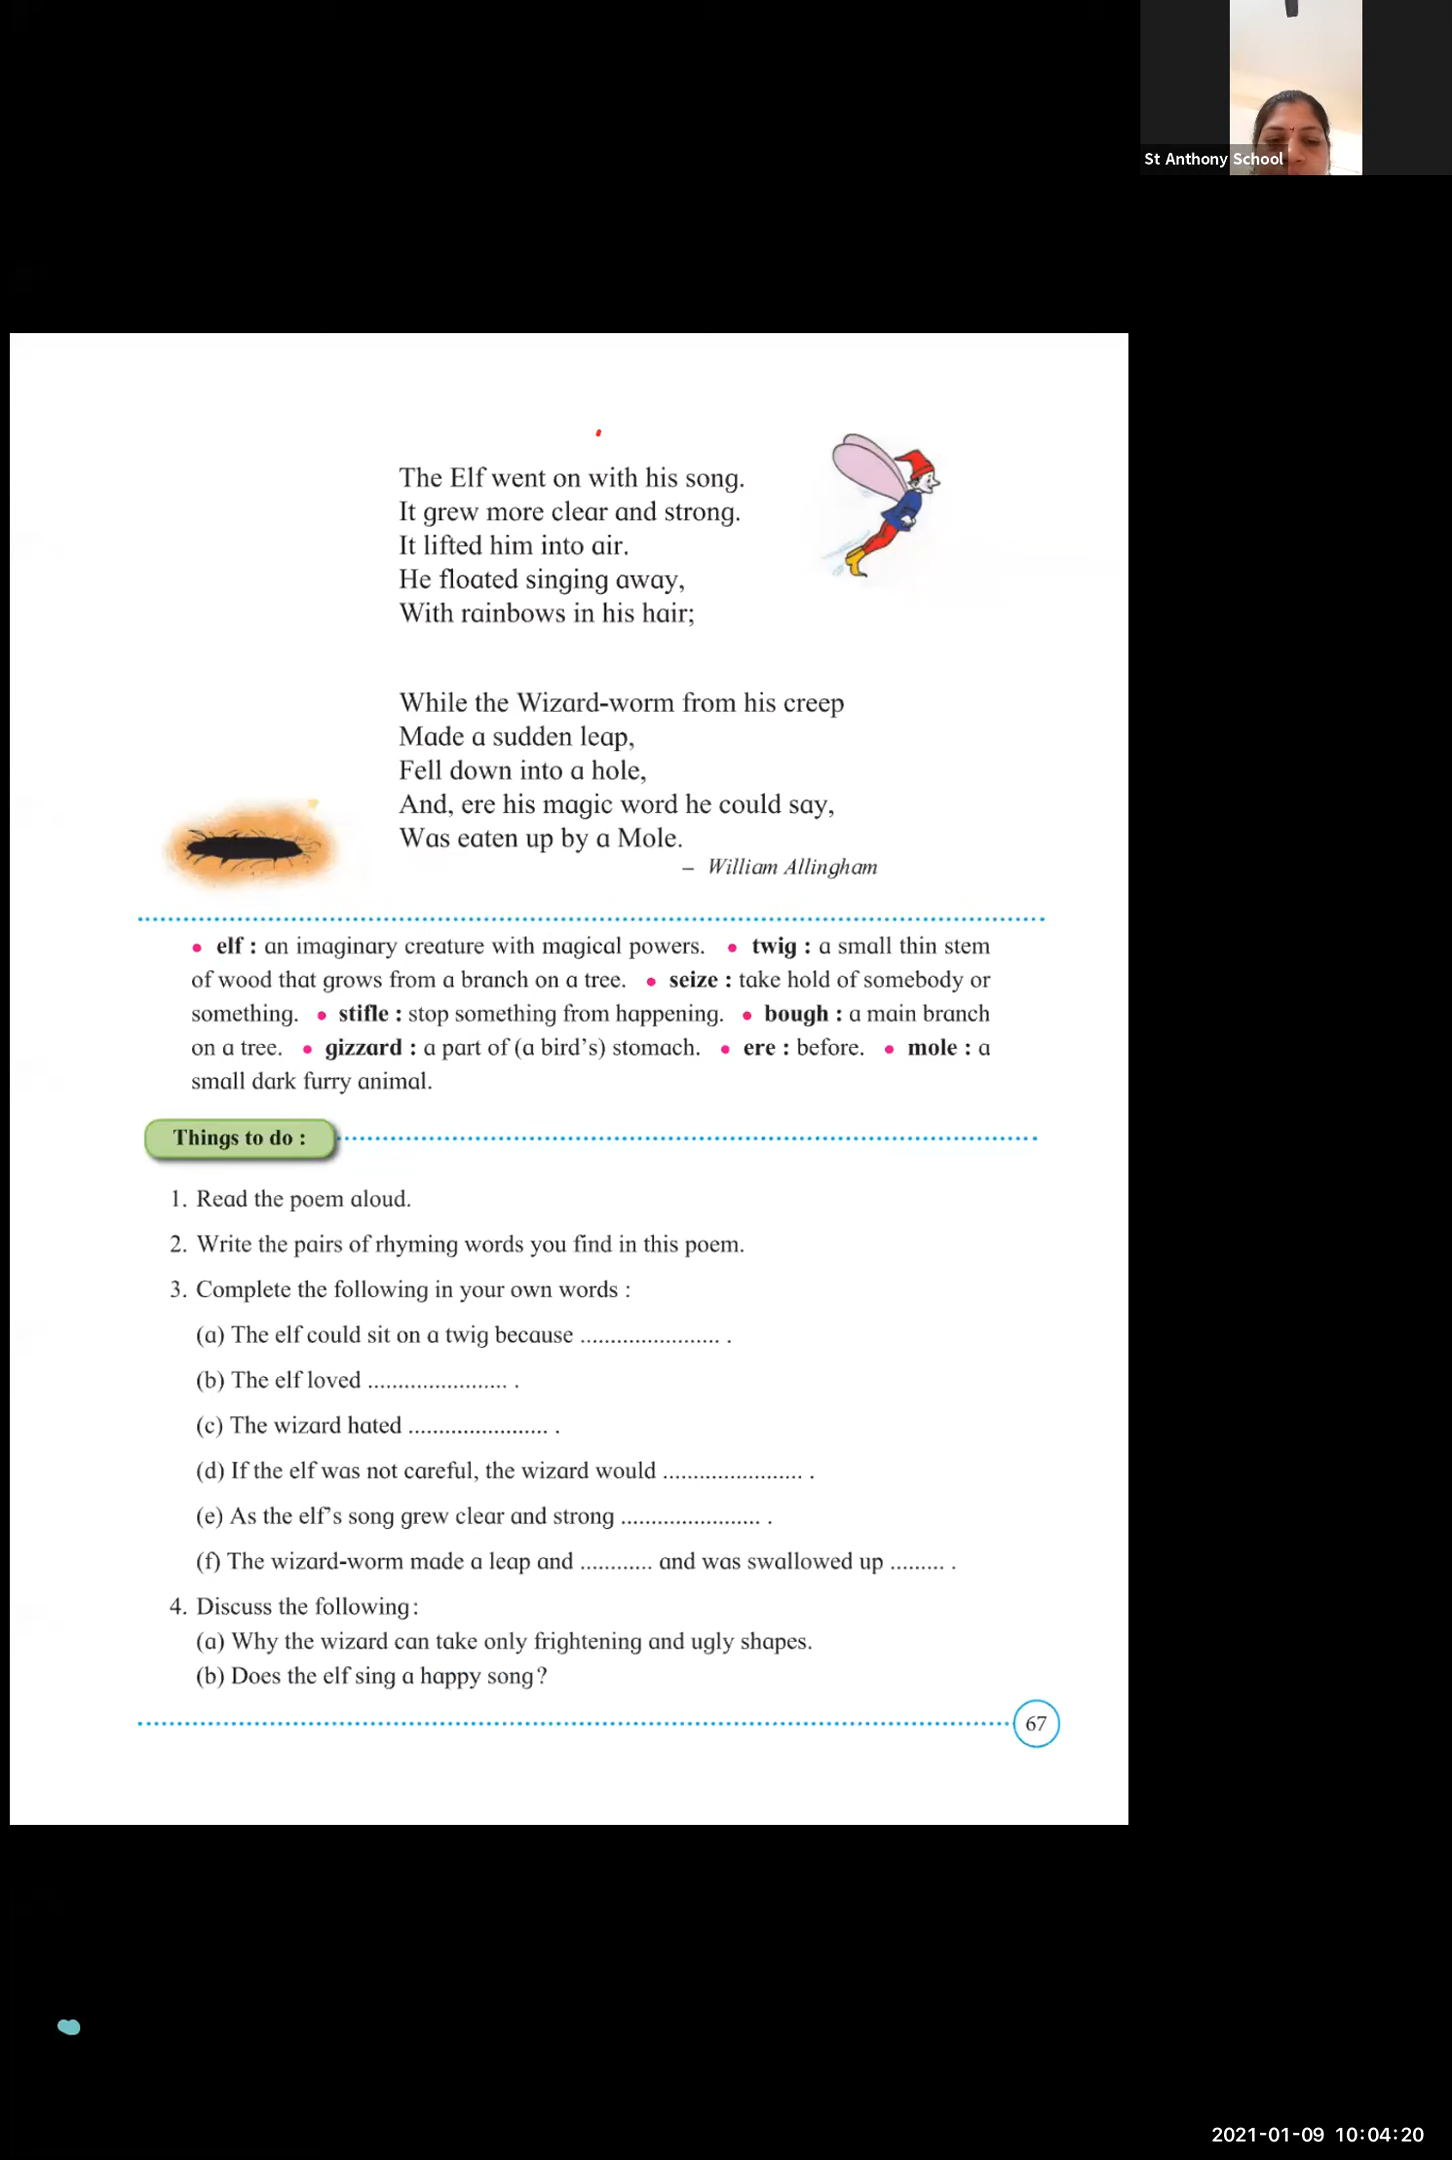 St Anthony School
The Elf went on with his song.
It grew more clear and strong.
It lifted him into air.
He floated singing away,
With rainbows in his hair;
While the Wizard-worm from his creep
Made a sudden leap,
Fell down into a hole,
And, ere his magic word he could say,
Was eaten up by a Mole.
– William Allingham
• elf : an imaginary creature with magical powers. • twig : a small thin stem
of wood that grows from a branch on a tree. • seize : take hold of somebody or
something. • stifle : stop something from happening. • bough : a main branch
on a tree. • gizzard : a part of (a bird's) stomach. • ere : before. • mole : a
small dark furry animal.
Things to do :
1. Read the poem aloud.
2. Write the pairs of rhyming words you find in this poem.
3. Complete the following in your own words :
(a) The elf could sit on a twig because ....................... .
(b) The elf loved ....................... .
(c) The wizard hated ....................... .
(d) If the elf was not careful, the wizard would ....................... .
(e) As the elf's song grew clear and strong ....................... .
(f) The wizard-worm made a leap and ............ and was swallowed up ......... .
4. Discuss the following:
(a) Why the wizard can take only frightening and ugly shapes.
(b) Does the elf sing a happy song?
67
2021-01-09 10:04:20